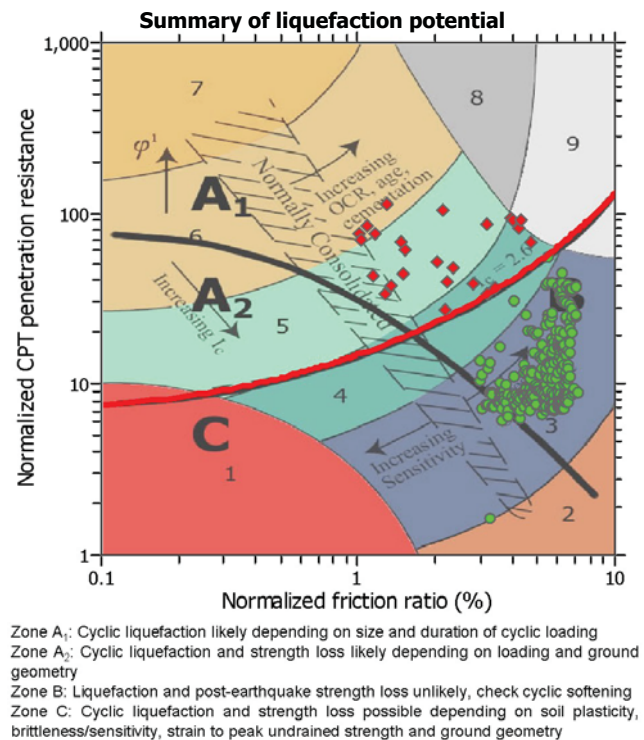 Summary of liquefaction potential
Normalized CPT penetration resistance
1,000
100
10
1
7
8
9
φ¹
A1
Increasing
OCR, age,
cementation
Normally Consolidated
6
A2
Increasing Ic
5
= 2.6
4
3
C
1
Increasing
Sensitivity
2
0.1
1
10
Normalized friction ratio (%)
Zone A1: Cyclic liquefaction likely depending on size and duration of cyclic loading
Zone A2: Cyclic liquefaction and strength loss likely depending on loading and ground
geometry
Zone B: Liquefaction and post-earthquake strength loss unlikely, check cyclic softening
Zone C: Cyclic liquefaction and strength loss possible depending on soil plasticity,
brittleness/sensitivity, strain to peak undrained strength and ground geometry